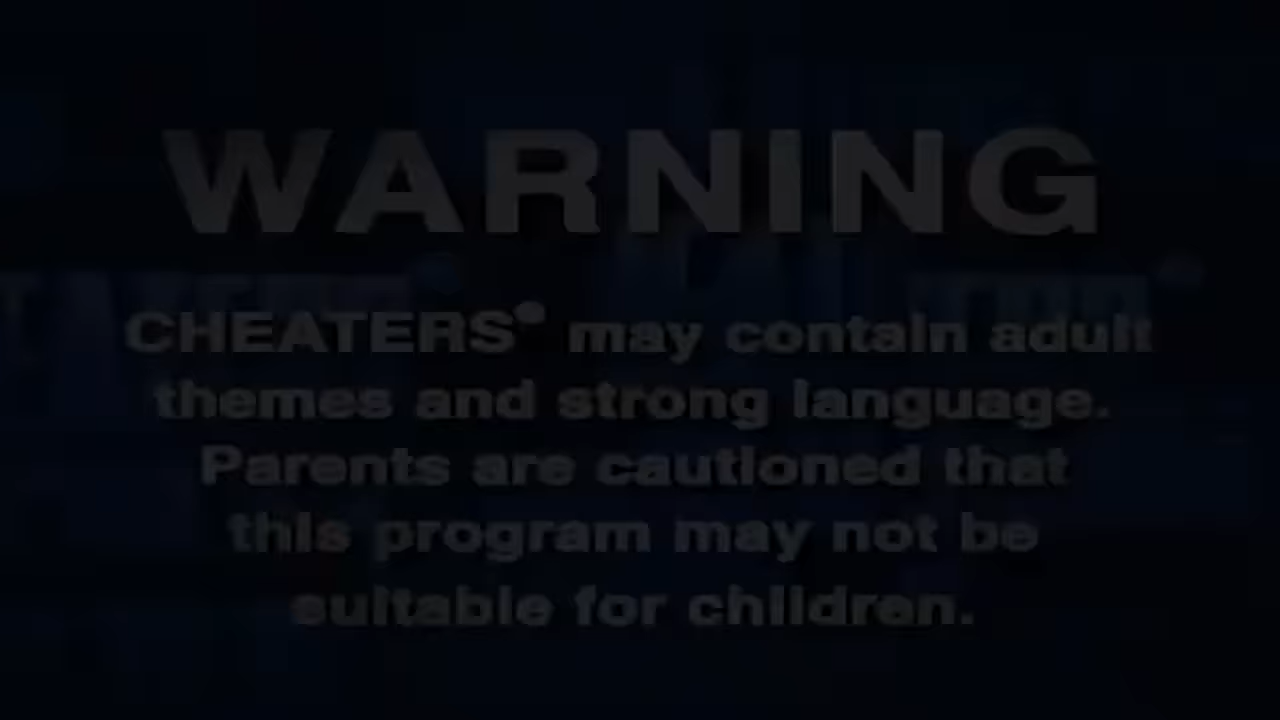 WARNING
CHEATERS® may contain adult
themes and strong language.
Parents are cautioned that
this program may not be
suitable for children.